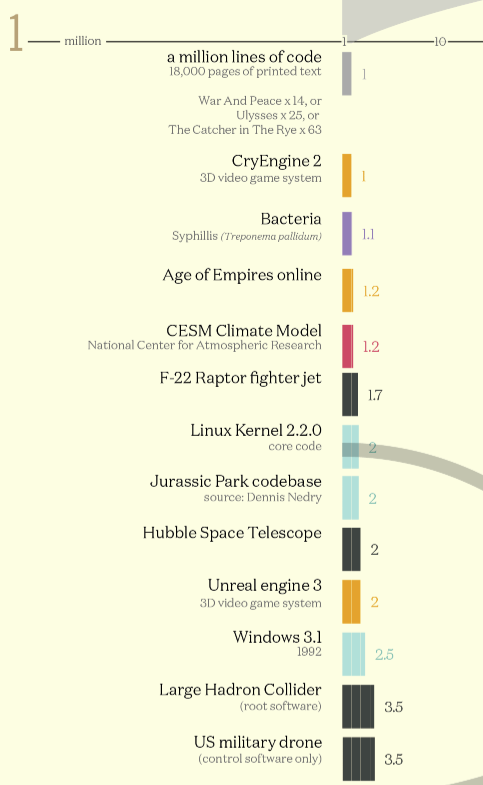 1 million 1 10
a million lines of code
18,000 pages of printed text
1
War And Peace x 14, or
Ulysses x 25, or
The Catcher in The Rye x 63
CryEngine 2
3D video game system
1
Bacteria
Syphillis (Treponema pallidum)
1.1
Age of Empires online
1.2
CESM Climate Model
National Center for Atmospheric Research
1.2
F-22 Raptor fighter jet
1.7
Linux Kernel 2.2.0
core code
2
Jurassic Park codebase
source: Dennis Nedry
2
Hubble Space Telescope
2
Unreal engine 3
3D video game system
2
Windows 3.1
1992
2.5
Large Hadron Collider
(root software)
3.5
US military drone
(control software only)
3.5